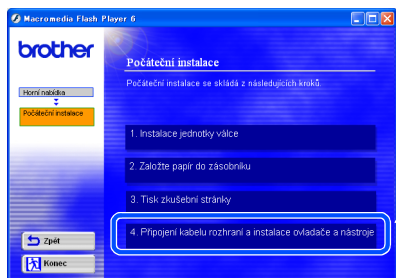 Macromedia Flash Player 6
brother
Počáteční instalace
Počáteční instalace se skládá z následujících kroků.
Horní nabídka
Počáteční instalace
1. Instalace jednotky válce
2. Založte papír do zásobníku
3. Tisk zkušební stránky
4. Připojení kabelu rozhraní a instalace ovladače a nástroje
Zpět
Konec